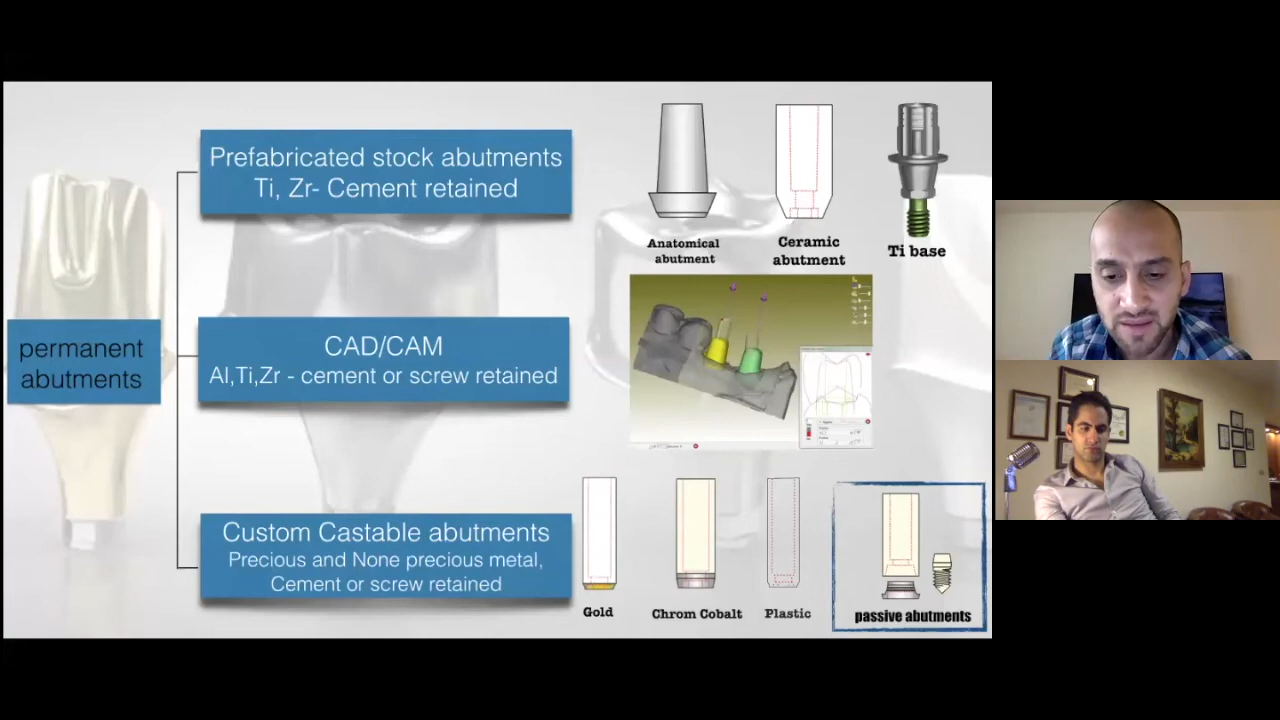 Prefabricated stock abutments
Ti, Zr- Cement retained
Anatomical
abutment
Ceramic
abutment
Ti base
permanent
abutments
CAD/CAM
Al,Ti,Zr - cement or screw retained
Custom Castable abutments
Precious and None precious metal,
Cement or screw retained
Gold
Chrom Cobalt
Plastic
passive abutments